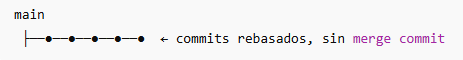 main
├──●──●──●──●──● ← commits rebasados, sin merge commit